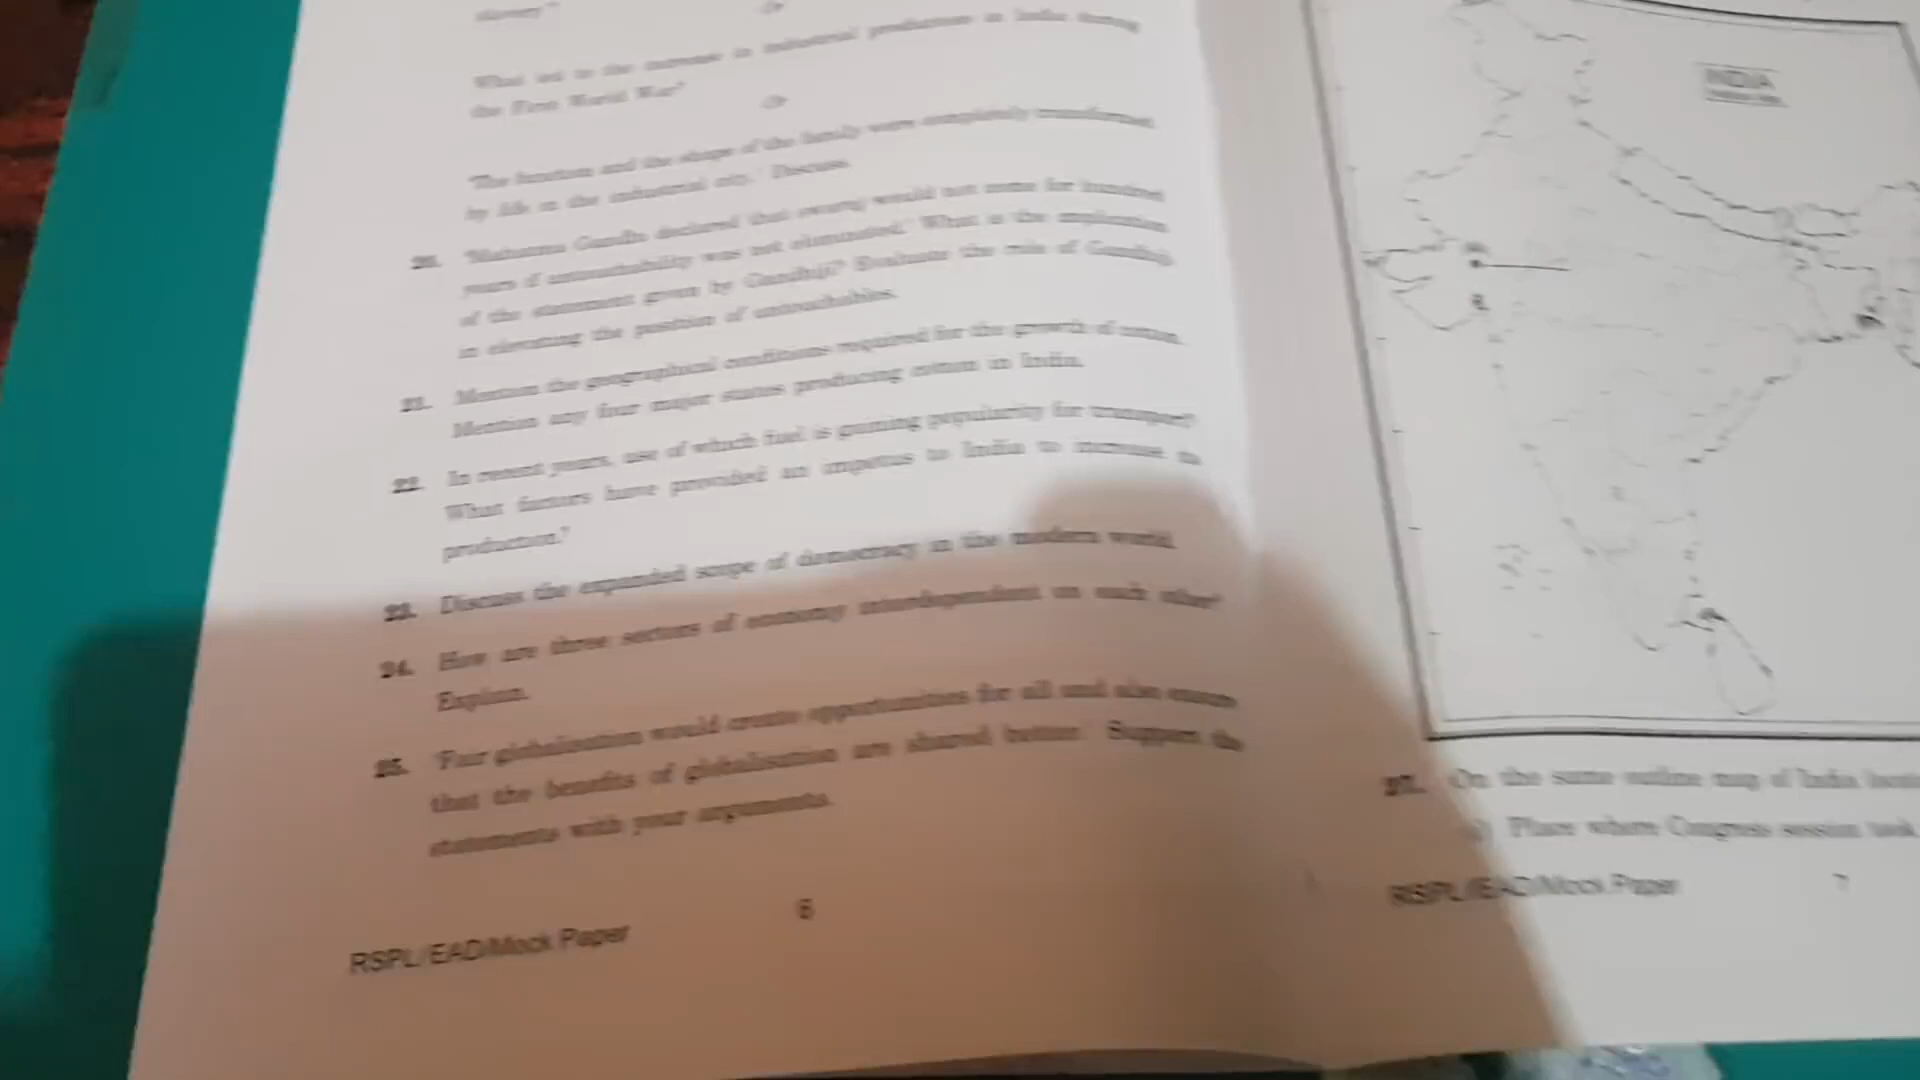 Or
What led to the increase in industrial production in India during
the First World War?
Or
'The function and the shape of the family were completely transformed
by life in the industrial city.' Discuss.
20. 'Mahatma Gandhi declared that swaraj would not come for hundred
years if untouchability was not eliminated.' What is the implication
of the statement given by Gandhiji? Evaluate the role of Gandhiji
in elevating the position of untouchables.
21. Mention the geographical conditions required for the growth of cotton.
Mention any four major states producing cotton in India.
22. In recent years, use of which fuel is gaining popularity for transport?
What factors have provided an impetus to India to increase its
production?
23. Discuss the expanded scope of democracy in the modern world.
24. How are three sectors of economy interdependent on each other?
Explain.
25. 'Fair globalisation would create opportunities for all and also ensure
that the benefits of globalisation are shared better.' Support the
statements with your arguments.
6
RSPL/EAD/Mock Paper
INDIA
A
B
27. On the same outline map of India locate
Place where Congress session took
RSPL/EAD/Mock Paper
7